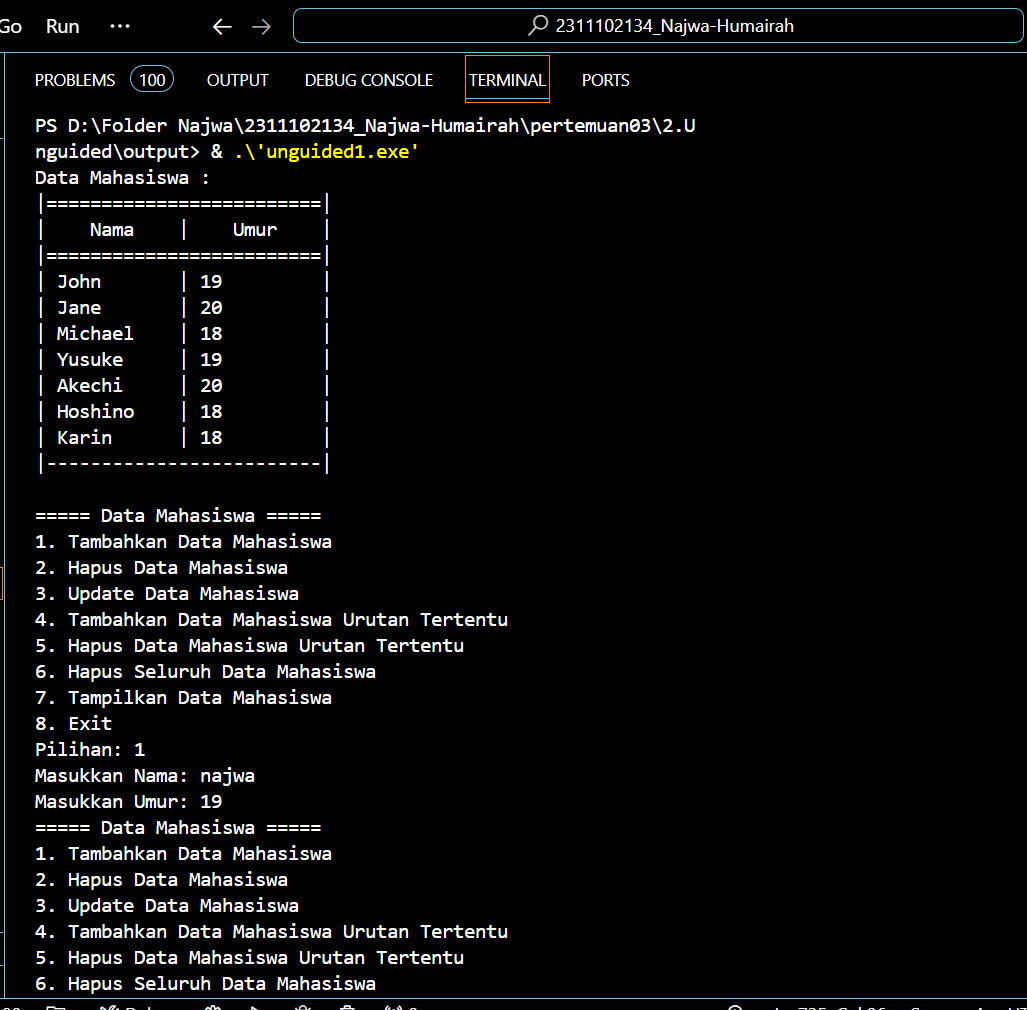 Go Run ... ← → 2311102134_Najwa-Humairah
PROBLEMS 100 OUTPUT DEBUG CONSOLE TERMINAL PORTS
PS D:\Folder Najwa\2311102134_Najwa-Humairah\pertemuan03\2.U
nguided\output> & .\'unguided1.exe'
Data Mahasiswa :
|=========================|
|    Nama    |    Umur    |
|=========================|
| John       | 19         |
| Jane       | 20         |
| Michael    | 18         |
| Yusuke     | 19         |
| Akechi     | 20         |
| Hoshino    | 18         |
| Karin      | 18         |
|-------------------------|
===== Data Mahasiswa =====
1. Tambahkan Data Mahasiswa
2. Hapus Data Mahasiswa
3. Update Data Mahasiswa
4. Tambahkan Data Mahasiswa Urutan Tertentu
5. Hapus Data Mahasiswa Urutan Tertentu
6. Hapus Seluruh Data Mahasiswa
7. Tampilkan Data Mahasiswa
8. Exit
Pilihan: 1
Masukkan Nama: najwa
Masukkan Umur: 19
===== Data Mahasiswa =====
1. Tambahkan Data Mahasiswa
2. Hapus Data Mahasiswa
3. Update Data Mahasiswa
4. Tambahkan Data Mahasiswa Urutan Tertentu
5. Hapus Data Mahasiswa Urutan Tertentu
6. Hapus Seluruh Data Mahasiswa